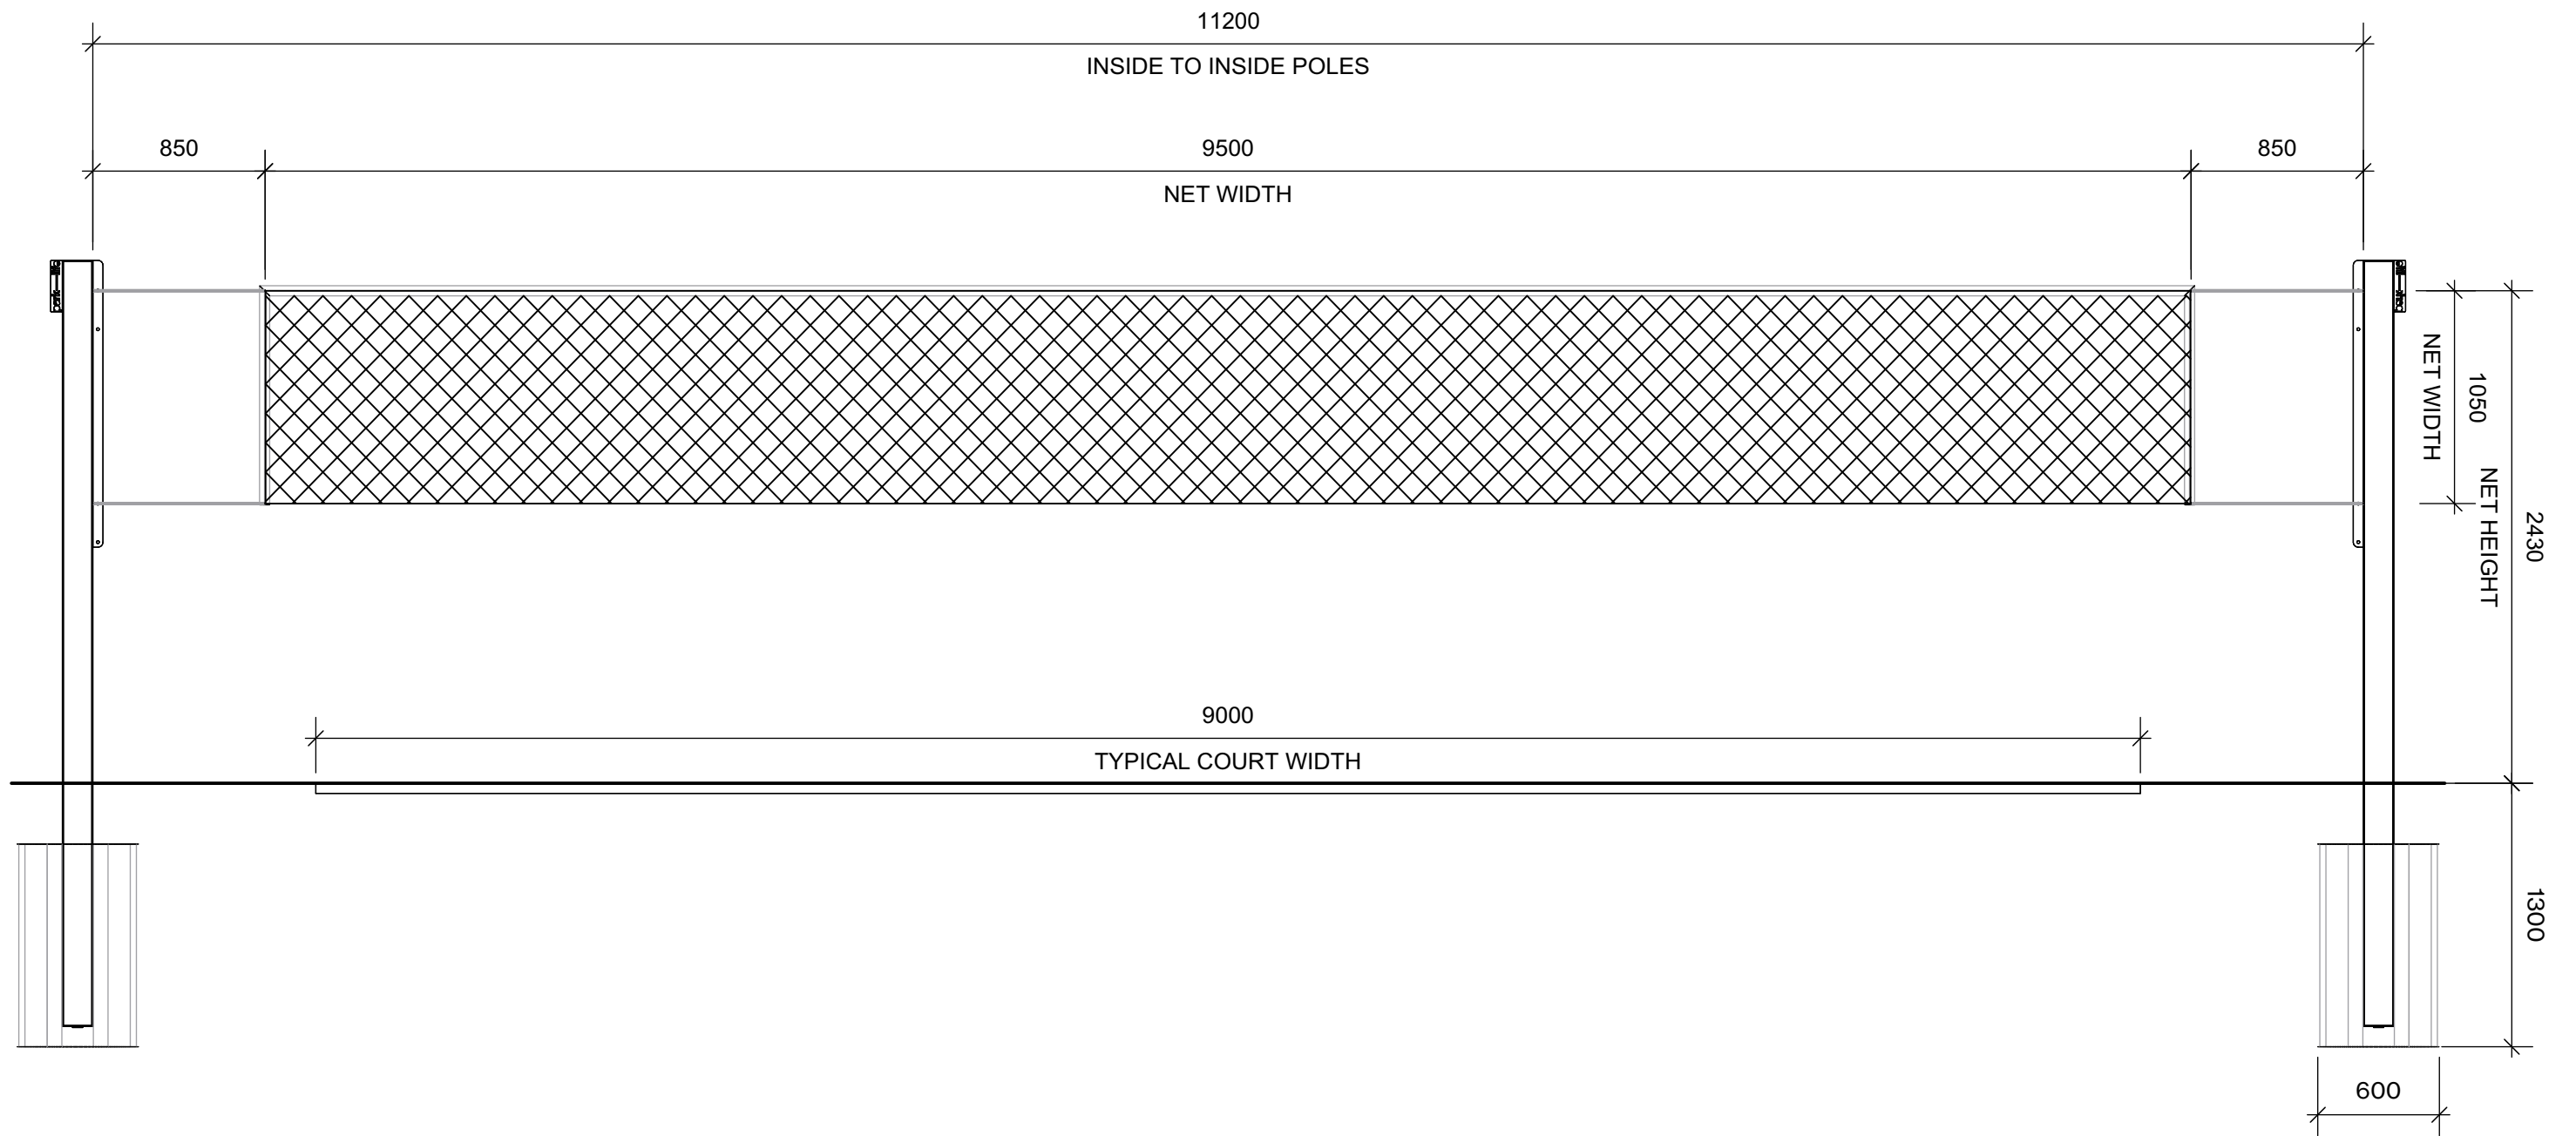 11200
INSIDE TO INSIDE POLES
850
9500
850
NET WIDTH
NET WIDTH
1050
NET HEIGHT
2430
9000
TYPICAL COURT WIDTH
1300
600